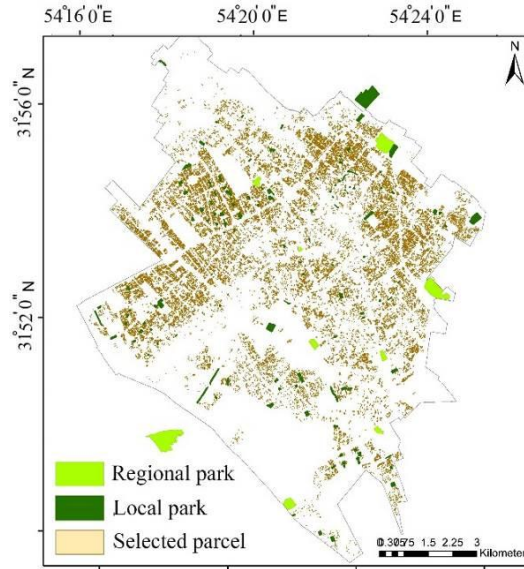 54°16'0" 54°20'0" 54°24'0"
N
31°56'0" N
31°52'0" N
Regional park
Local park
Selected parcel
0 0.375 0.75 1.5 2.25 3
Kilometer